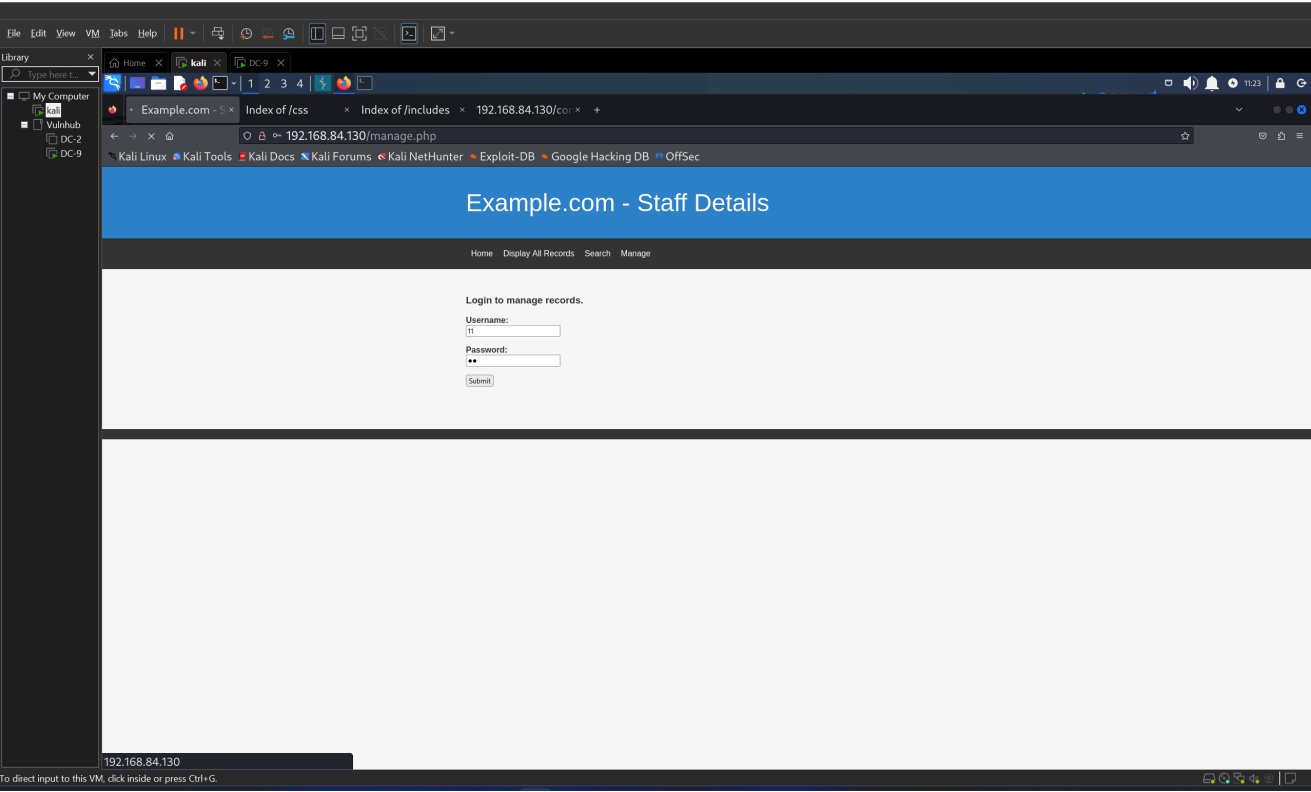 File Edit View VM Tabs Help
Library
Type here t...
My Computer
kali
Vulnhub
DC-2
DC-9
Home kali DC-9
1 2 3 4
11:23
Example.com - S Index of /css Index of /includes 192.168.84.130/con
192.168.84.130/manage.php
Kali Linux Kali Tools Kali Docs Kali Forums Kali NetHunter Exploit-DB Google Hacking DB OffSec
Example.com - Staff Details
Home Display All Records Search Manage
Login to manage records.
Username:
11
Password:
Submit
192.168.84.130
To direct input to this VM, click inside or press Ctrl+G.